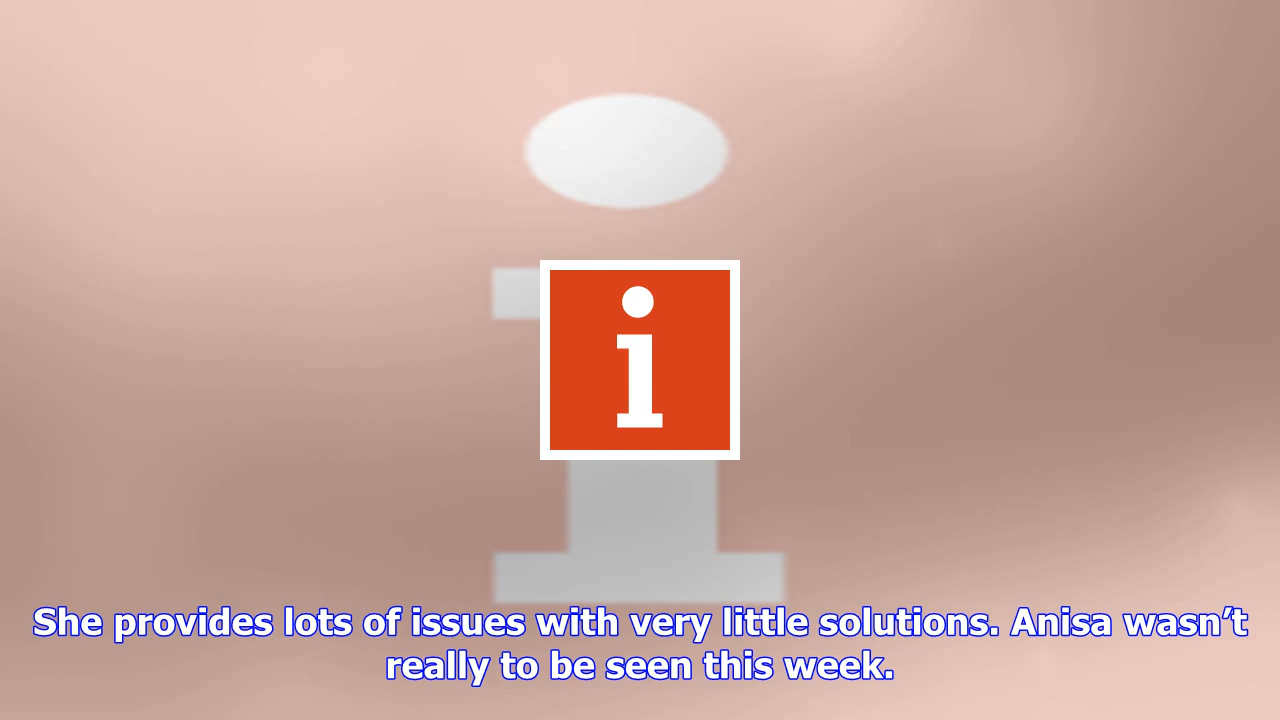 i
She provides lots of issues with very little solutions. Anisa wasn’t
really to be seen this week.